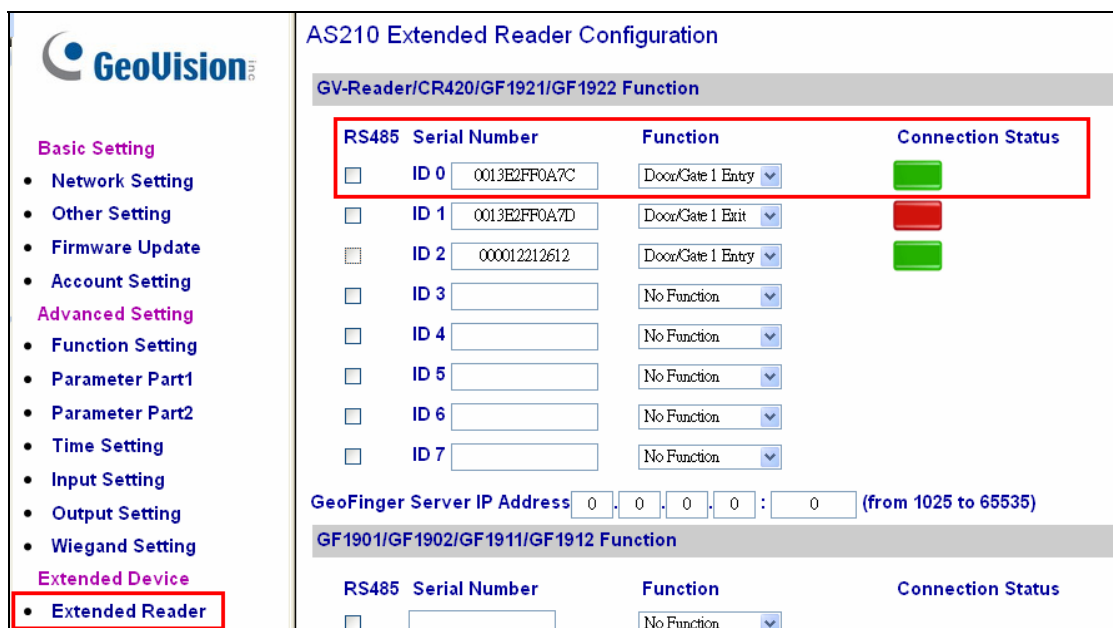 GeoVision inc
Basic Setting
Network Setting
Other Setting
Firmware Update
Account Setting
Advanced Setting
Function Setting
Parameter Part1
Parameter Part2
Time Setting
Input Setting
Output Setting
Wiegand Setting
Extended Device
Extended Reader
AS210 Extended Reader Configuration
GV-Reader/CR420/GF1921/GF1922 Function
RS485 Serial Number Function Connection Status
ID 0 0013E2FF0A7C Door/Gate 1 Entry
ID 1 0013E2FF0A7D Door/Gate 1 Exit
ID 2 000012212612 Door/Gate 1 Entry
ID 3 No Function
ID 4 No Function
ID 5 No Function
ID 6 No Function
ID 7 No Function
GeoFinger Server IP Address 0 . 0 . 0 . 0 : 0 (from 1025 to 65535)
GF1901/GF1902/GF1911/GF1912 Function
RS485 Serial Number Function Connection Status
No Function